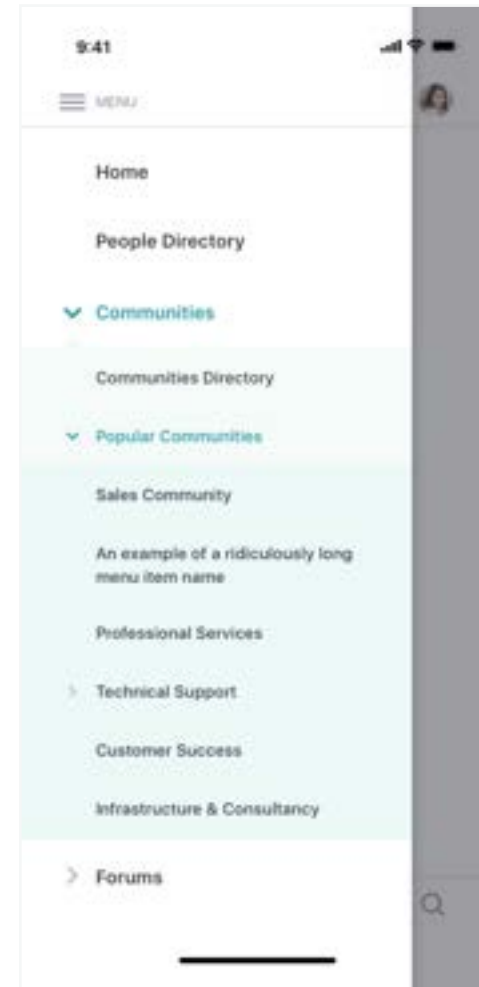 9:41
MENU
Home
People Directory
Communities
Communities Directory
Popular Communities
Sales Community
An example of a ridiculously long
menu item name
Professional Services
Technical Support
Customer Success
Infrastructure & Consultancy
Forums